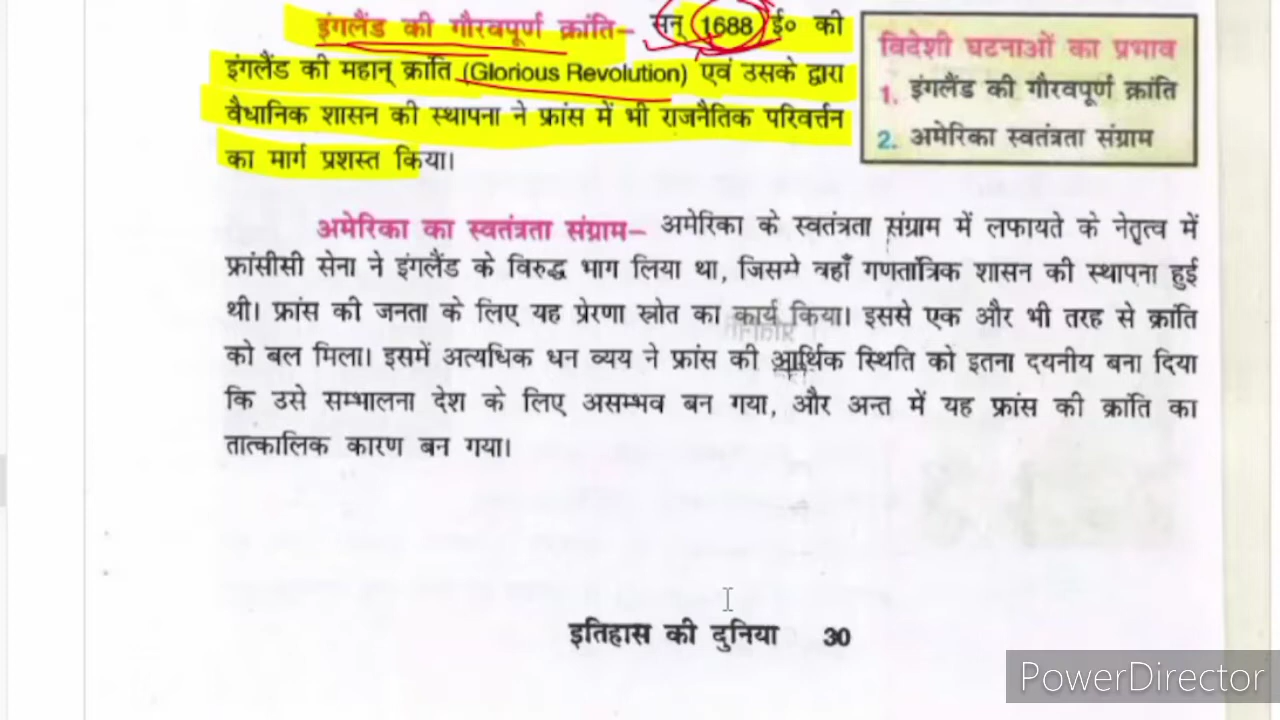 इंगलैंड की गौरवपूर्ण क्रांति– सन् 1688 ई० की
इंगलैंड की महान् क्रांति (Glorious Revolution) एवं उसके द्वारा
वैधानिक शासन की स्थापना ने फ्रांस में भी राजनैतिक परिवर्त्तन
का मार्ग प्रशस्त किया।
विदेशी घटनाओं का प्रभाव
1. इंगलैंड की गौरवपूर्ण क्रांति
2. अमेरिका स्वतंत्रता संग्राम
अमेरिका का स्वतंत्रता संग्राम– अमेरिका के स्वतंत्रता संग्राम में लफायते के नेतृत्व में
फ्रांसीसी सेना ने इंगलैंड के विरुद्ध भाग लिया था, जिसमे वहाँ गणतांत्रिक शासन की स्थापना हुई
थी। फ्रांस की जनता के लिए यह प्रेरणा स्रोत का कार्य किया। इससे एक और भी तरह से क्रांति
को बल मिला। इसमें अत्यधिक धन व्यय ने फ्रांस की आर्थिक स्थिति को इतना दयनीय बना दिया
कि उसे सम्भालना देश के लिए असम्भव बन गया, और अन्त में यह फ्रांस की क्रांति का
तात्कालिक कारण बन गया।
इतिहास की दुनिया 30
PowerDirector